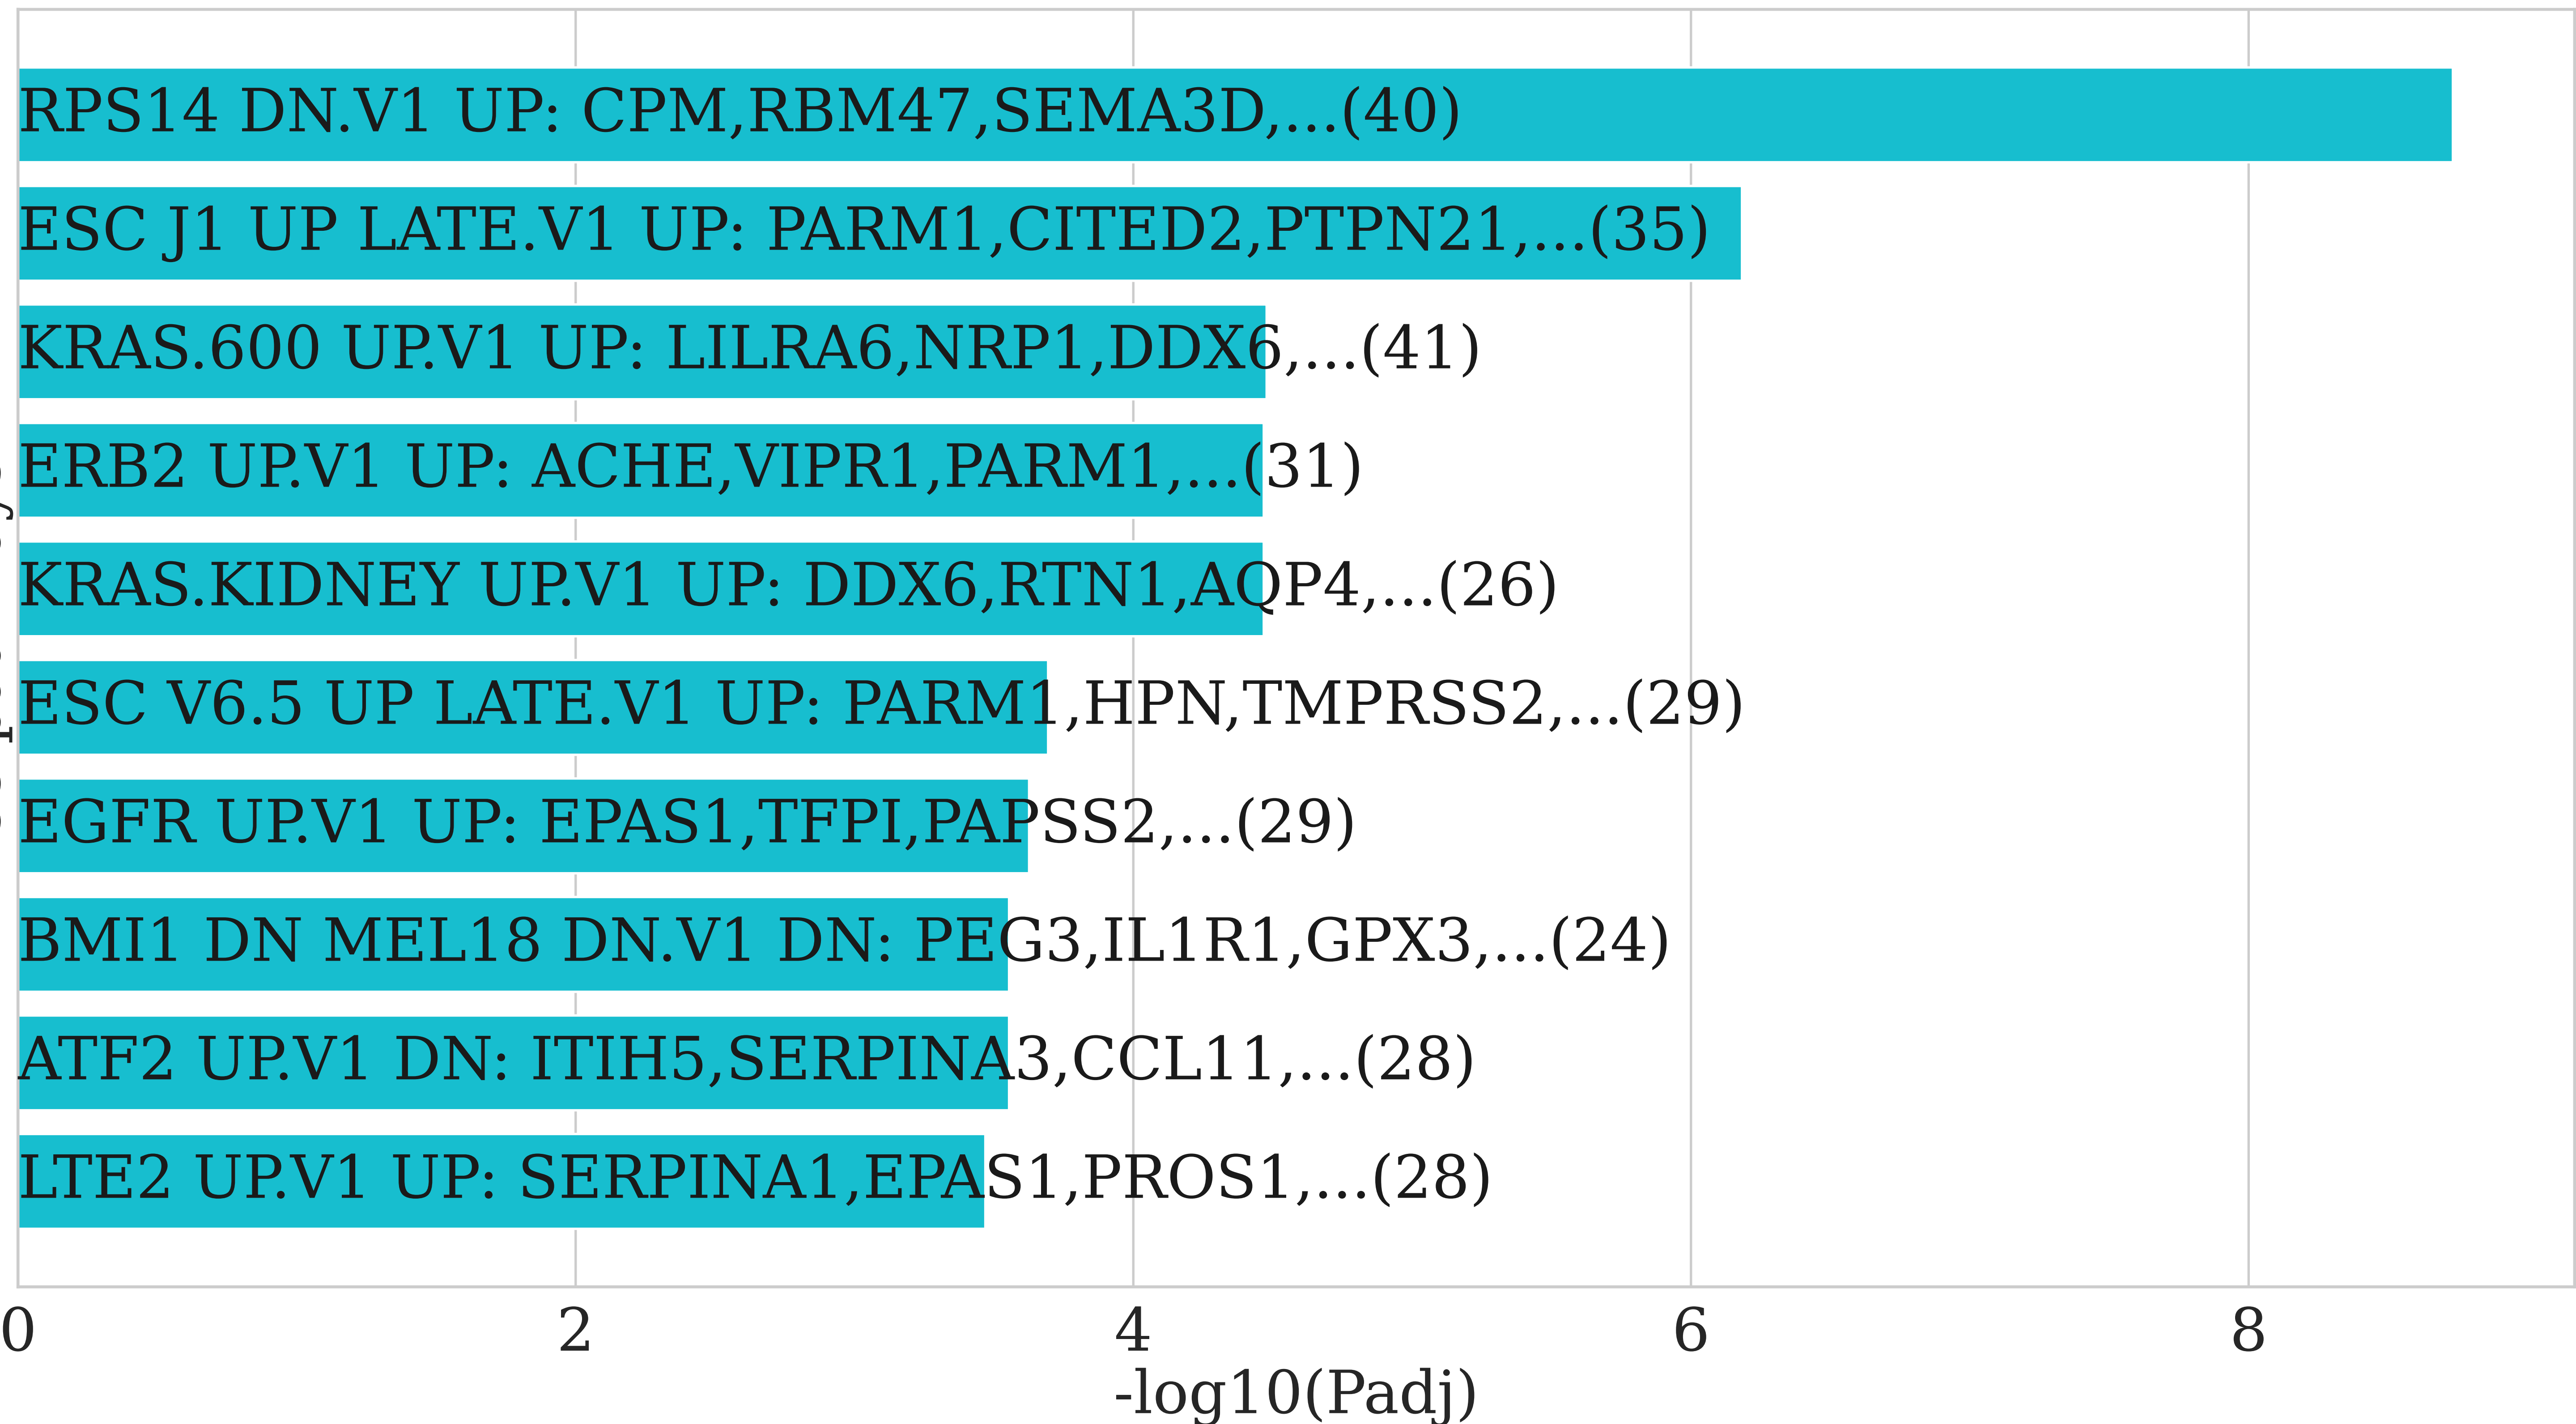 RPS14 DN.V1 UP: CPM,RBM47,SEMA3D,...(40)
ESC J1 UP LATE.V1 UP: PARM1,CITED2,PTPN21,...(35)
KRAS.600 UP.V1 UP: LILRA6,NRP1,DDX6,...(41)
ERB2 UP.V1 UP: ACHE,VIPR1,PARM1,...(31)
KRAS.KIDNEY UP.V1 UP: DDX6,RTN1,AQP4,...(26)
ESC V6.5 UP LATE.V1 UP: PARM1,HPN,TMPRSS2,...(29)
EGFR UP.V1 UP: EPAS1,TFPI,PAPSS2,...(29)
BMI1 DN MEL18 DN.V1 DN: PEG3,IL1R1,GPX3,...(24)
ATF2 UP.V1 DN: ITIH5,SERPINA3,CCL11,...(28)
LTE2 UP.V1 UP: SERPINA1,EPAS1,PROS1,...(28)
0 2 4 6 8
-log10(Padj)